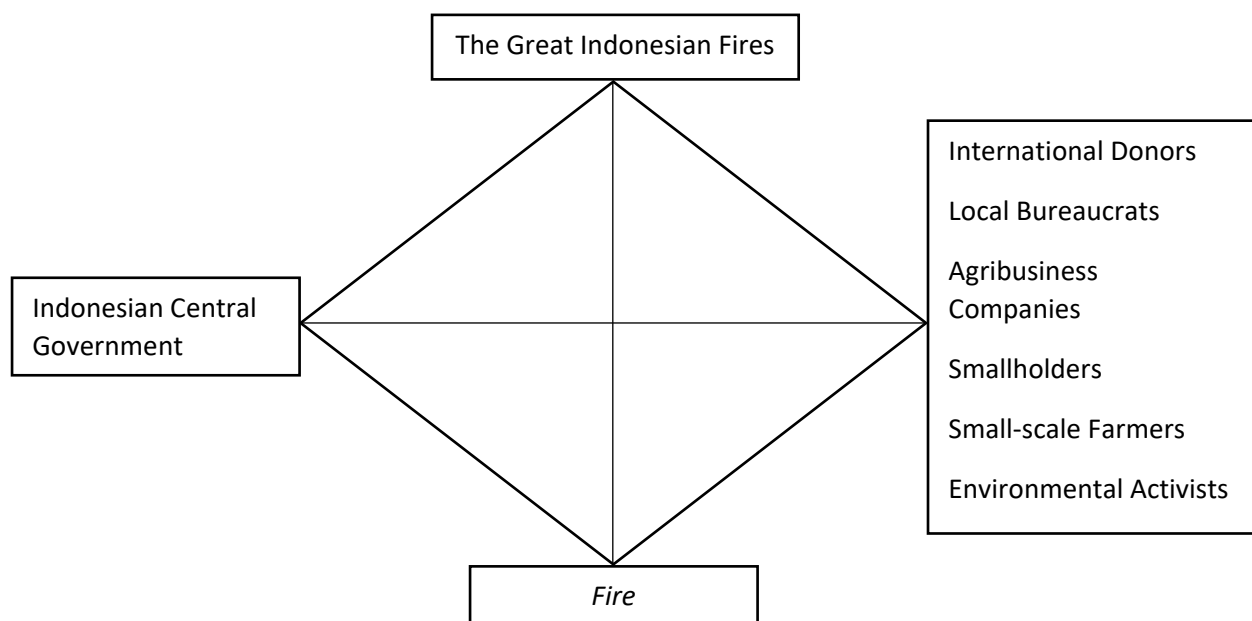 The Great Indonesian Fires
International Donors
Local Bureaucrats
Agribusiness
Companies
Smallholders
Small-scale Farmers
Environmental Activists
Indonesian Central
Government
Fire